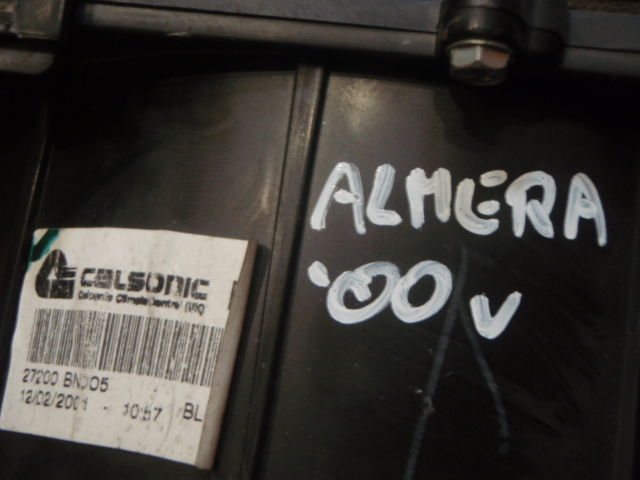 ALMERA
'00 v
CALSONIC
Calsonic Climate Control (UK)
27200 BN005
12/02/2001 - 10:57 BL